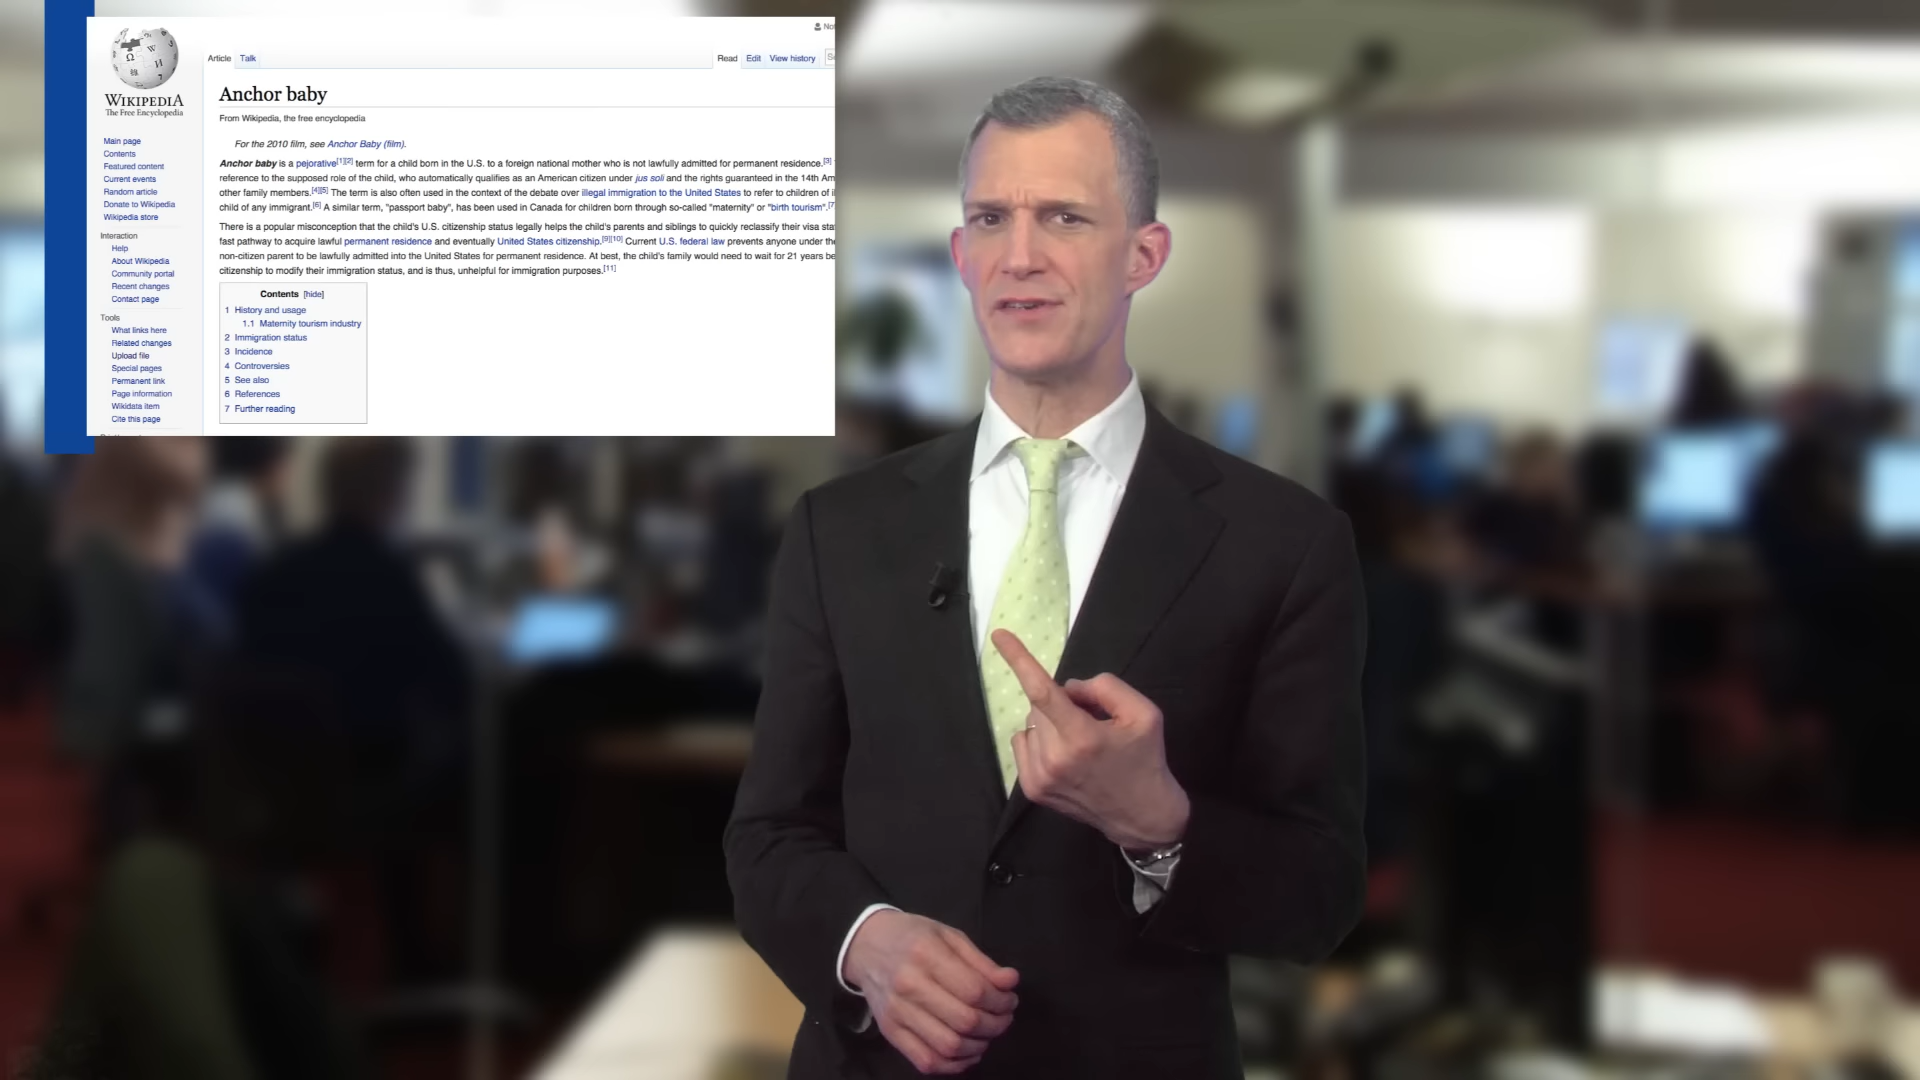 Article Talk
Read Edit View history
WIKIPEDIA
The Free Encyclopedia
Main page
Contents
Featured content
Current events
Random article
Donate to Wikipedia
Wikipedia store
Interaction
Help
About Wikipedia
Community portal
Recent changes
Contact page
Tools
What links here
Related changes
Upload file
Special pages
Permanent link
Page information
Wikidata item
Cite this page
Anchor baby
From Wikipedia, the free encyclopedia
For the 2010 film, see Anchor Baby (film).
Anchor baby is a pejorative[1][2] term for a child born in the U.S. to a foreign national mother who is not lawfully admitted for permanent residence.[3]
reference to the supposed role of the child, who automatically qualifies as an American citizen under jus soli and the rights guaranteed in the 14th Am
other family members.[4][5] The term is also often used in the context of the debate over illegal immigration to the United States to refer to children of
child of any immigrant.[6] A similar term, "passport baby", has been used in Canada for children born through so-called "maternity" or "birth tourism".[7
There is a popular misconception that the child's U.S. citizenship status legally helps the child's parents and siblings to quickly reclassify their visa sta
fast pathway to acquire lawful permanent residence and eventually United States citizenship.[9][10] Current U.S. federal law prevents anyone under the
non-citizen parent to be lawfully admitted into the United States for permanent residence. At best, the child's family would need to wait for 21 years be
citizenship to modify their immigration status, and is thus, unhelpful for immigration purposes.[11]
Contents [hide]
1 History and usage
1.1 Maternity tourism industry
2 Immigration status
3 Incidence
4 Controversies
5 See also
6 References
7 Further reading